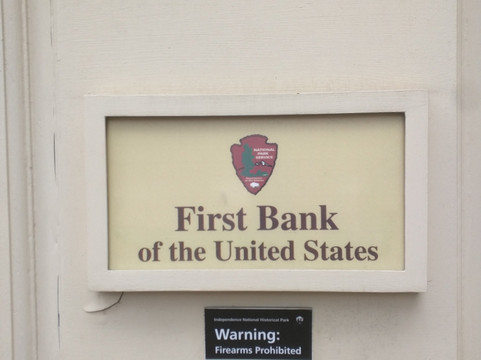 NATIONAL
PARK
SERVICE
First Bank
of the United States
Independence National Historical Park
Warning:
Firearms Prohibited